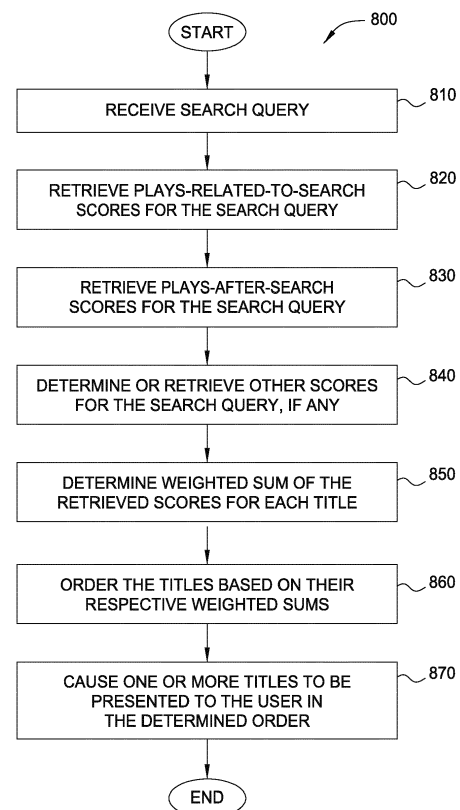 START
800
RECEIVE SEARCH QUERY
810
RETRIEVE PLAYS-RELATED-TO-SEARCH
SCORES FOR THE SEARCH QUERY
820
RETRIEVE PLAYS-AFTER-SEARCH
SCORES FOR THE SEARCH QUERY
830
DETERMINE OR RETRIEVE OTHER SCORES
FOR THE SEARCH QUERY, IF ANY
840
DETERMINE WEIGHTED SUM OF THE
RETRIEVED SCORES FOR EACH TITLE
850
ORDER THE TITLES BASED ON THEIR
RESPECTIVE WEIGHTED SUMS
860
CAUSE ONE OR MORE TITLES TO BE
PRESENTED TO THE USER IN
THE DETERMINED ORDER
870
END